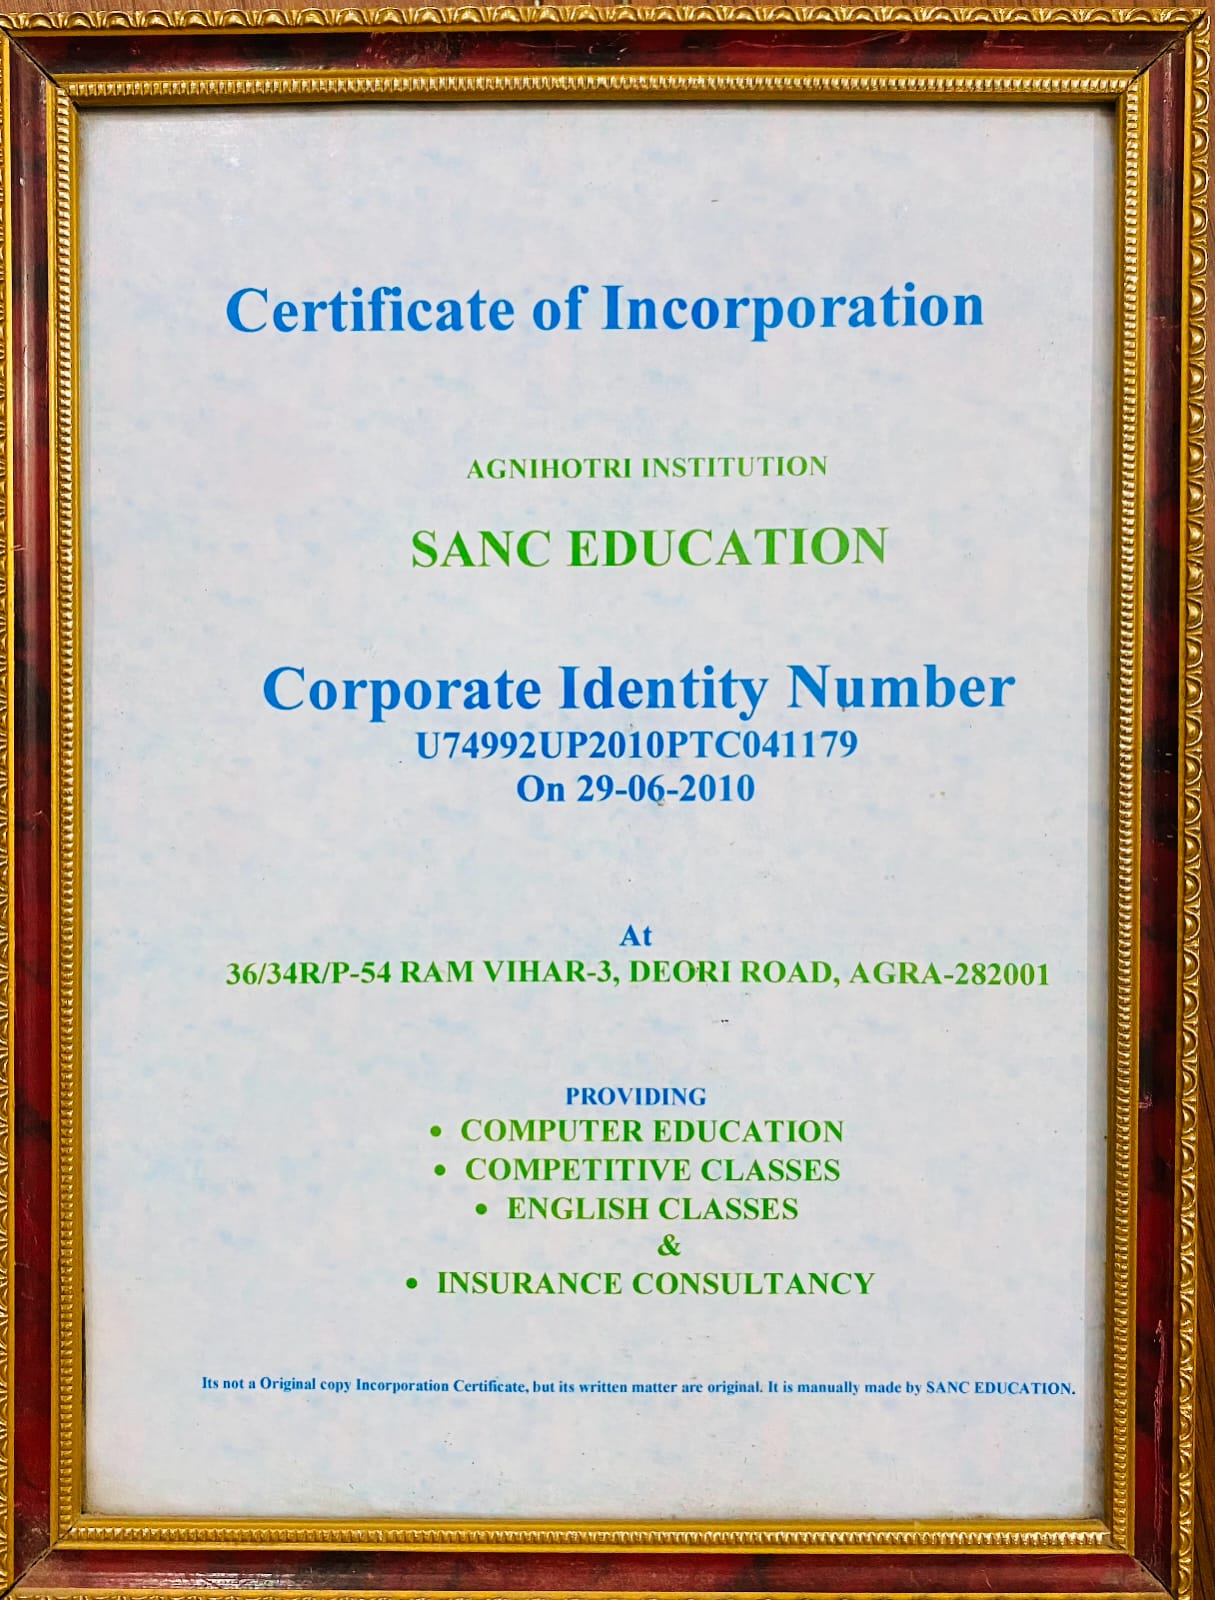 Certificate of Incorporation
AGNIHOTRI INSTITUTION
SANC EDUCATION
Corporate Identity Number
U74992UP2010PTC041179
On 29-06-2010
At
36/34R/P-54 RAM VIHAR-3, DEORI ROAD, AGRA-282001
PROVIDING
• COMPUTER EDUCATION
• COMPETITIVE CLASSES
• ENGLISH CLASSES
&
• INSURANCE CONSULTANCY
Its not a Original copy Incorporation Certificate, but its written matter are original. It is manually made by SANC EDUCATION.